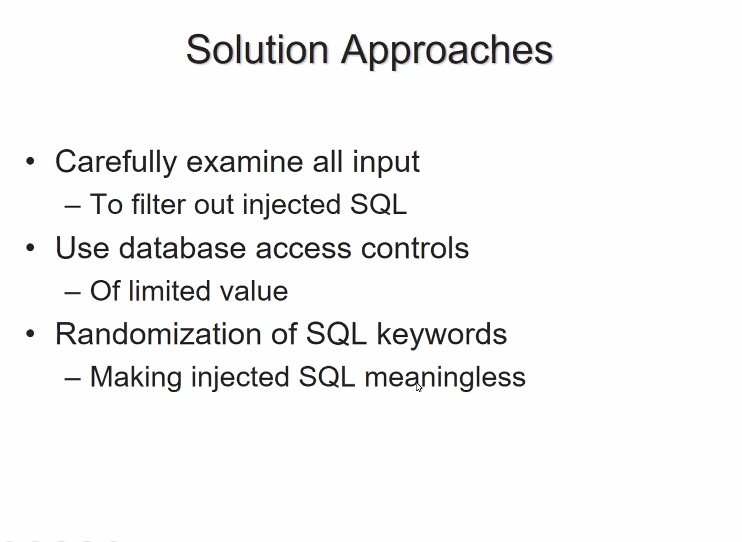 Solution Approaches
• Carefully examine all input
– To filter out injected SQL
• Use database access controls
– Of limited value
• Randomization of SQL keywords
– Making injected SQL meaningless